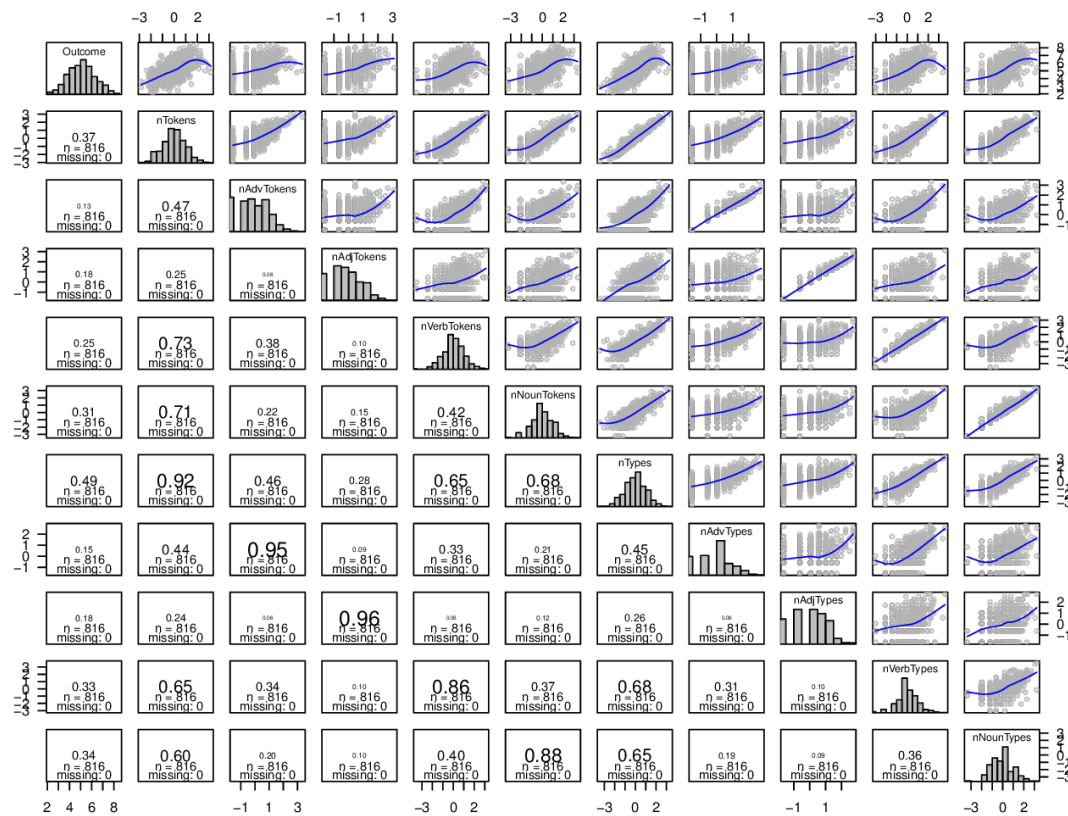 −3 0 2 −3 0 2 −3 0 2 −1 1 −3 0 2
Outcome
2 3 4 5 6 7 8
−3 −2 −1 0 1 2 3
0.37
n = 816
missing: 0
nTokens
0.13
n = 816
missing: 0
0.47
n = 816
missing: 0
nAdvTokens
−1 0 1 2 3
−1 0 1 2 3
0.18
n = 816
missing: 0
0.25
n = 816
missing: 0
0.06
n = 816
missing: 0
nAdjTokens
0.25
n = 816
missing: 0
0.73
n = 816
missing: 0
0.38
n = 816
missing: 0
0.10
n = 816
missing: 0
nVerbTokens
−3 −2 −1 0 1 2 3
−3 −2 −1 0 1 2 3
0.31
n = 816
missing: 0
0.71
n = 816
missing: 0
0.22
n = 816
missing: 0
0.15
n = 816
missing: 0
0.42
n = 816
missing: 0
nNounTokens
0.49
n = 816
missing: 0
0.92
n = 816
missing: 0
0.46
n = 816
missing: 0
0.28
n = 816
missing: 0
0.65
n = 816
missing: 0
0.68
n = 816
missing: 0
nTypes
−3 −2 −1 0 1 2 3
−1 0 1 2
0.15
n = 816
missing: 0
0.44
n = 816
missing: 0
0.95
n = 816
missing: 0
0.09
n = 816
missing: 0
0.33
n = 816
missing: 0
0.21
n = 816
missing: 0
0.45
n = 816
missing: 0
nAdvTypes
0.18
n = 816
missing: 0
0.24
n = 816
missing: 0
n = 816
missing: 0
0.96
n = 816
missing: 0
n = 816
missing: 0
0.12
n = 816
missing: 0
0.26
n = 816
missing: 0
n = 816
missing: 0
nAdjTypes
−1 0 1 2
−3 −2 −1 0 1 2 3
0.33
n = 816
missing: 0
0.65
n = 816
missing: 0
0.34
n = 816
missing: 0
0.10
n = 816
missing: 0
0.86
n = 816
missing: 0
0.37
n = 816
missing: 0
0.68
n = 816
missing: 0
0.31
n = 816
missing: 0
0.10
n = 816
missing: 0
nVerbTypes
0.34
n = 816
missing: 0
0.60
n = 816
missing: 0
0.20
n = 816
missing: 0
0.10
n = 816
missing: 0
0.40
n = 816
missing: 0
0.88
n = 816
missing: 0
0.65
n = 816
missing: 0
0.19
n = 816
missing: 0
0.09
n = 816
missing: 0
0.36
n = 816
missing: 0
nNounTypes
−3 −2 −1 0 1 2 3
2 4 6 8 −1 1 3 −3 0 2 −3 0 2 −1 1 −3 0 2